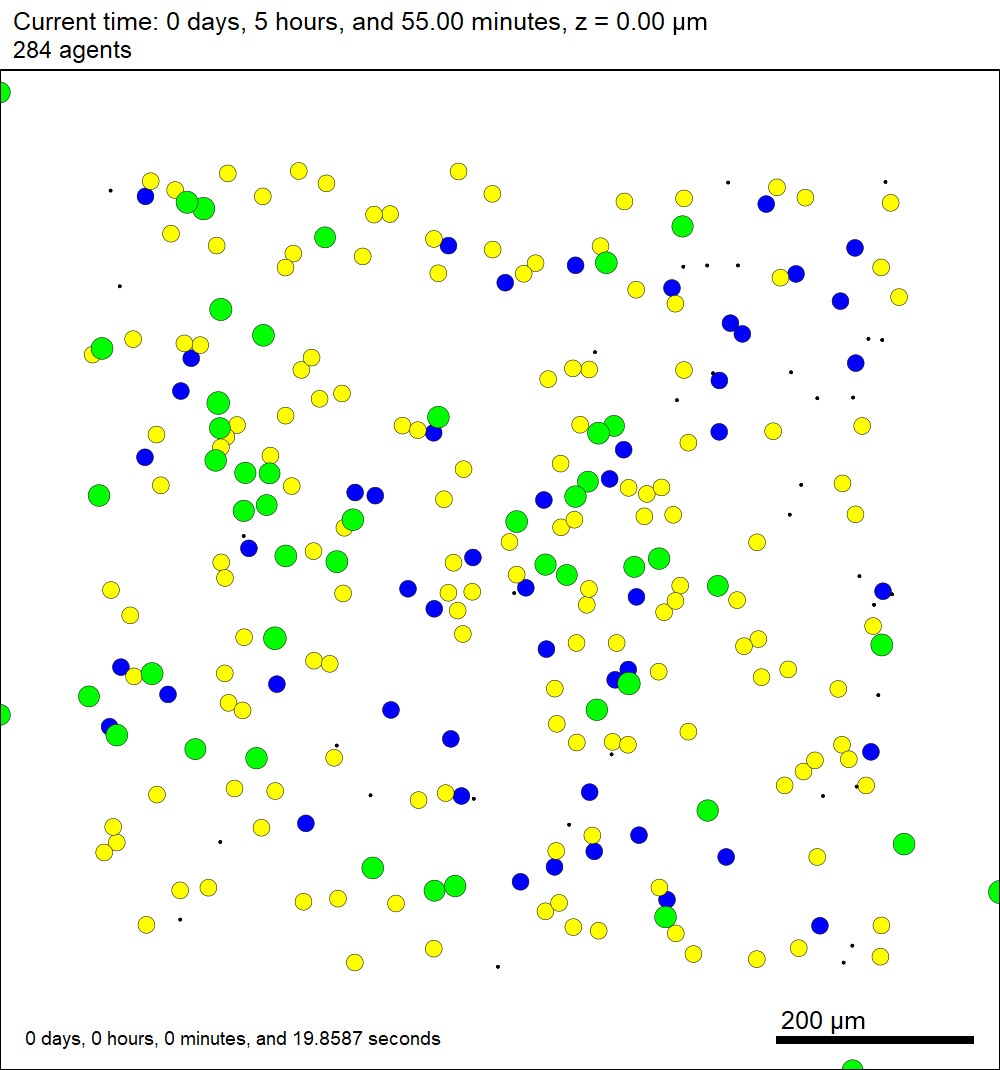 Current time: 0 days, 5 hours, and 55.00 minutes, z = 0.00 µm
284 agents
200 µm
0 days, 0 hours, 0 minutes, and 19.8587 seconds